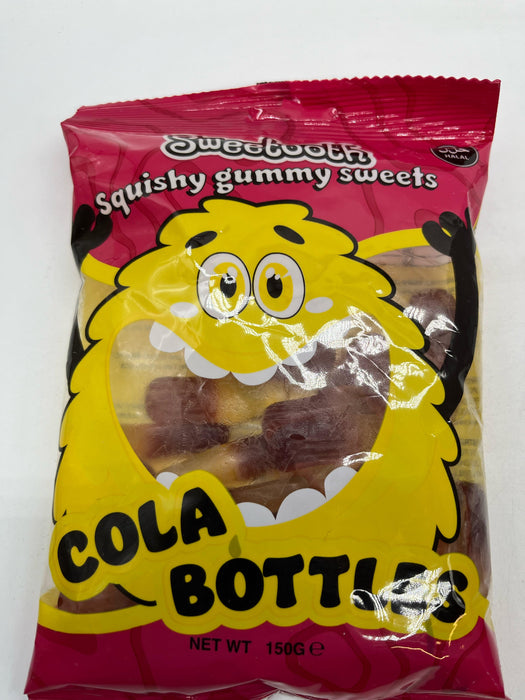 Sweetooth
HALAL
Squishy gummy sweets
COLA
BOTTLES
NET WT 150G ℮